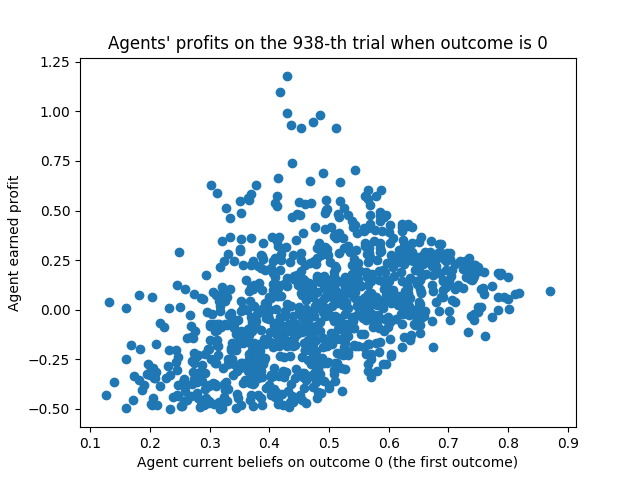 Agents' profits on the 938-th trial when outcome is 0
1.25
1.00
0.75
0.50
0.25
0.00
−0.25
−0.50
Agent earned profit
0.1 0.2 0.3 0.4 0.5 0.6 0.7 0.8 0.9
Agent current beliefs on outcome 0 (the first outcome)